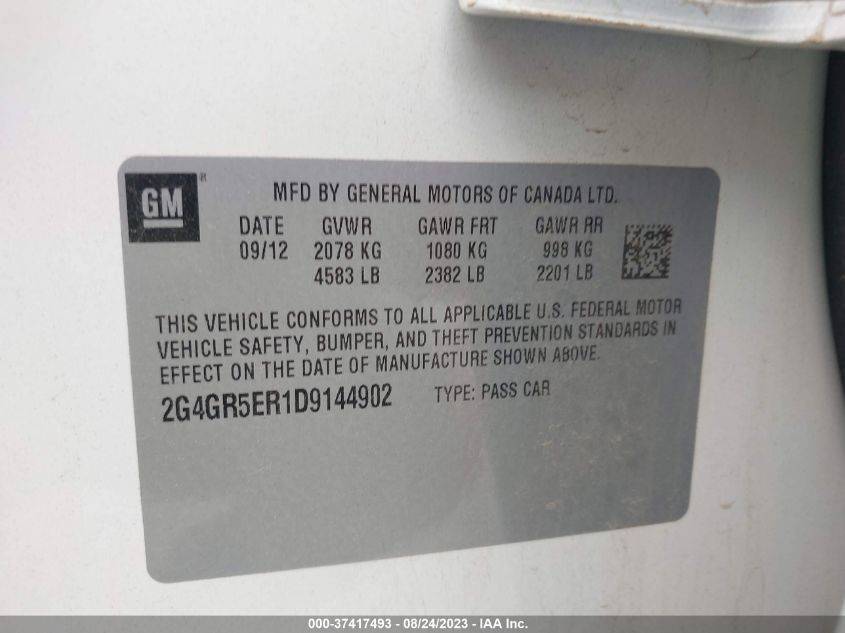 GM ®
MFD BY GENERAL MOTORS OF CANADA LTD.
DATE GVWR GAWR FRT GAWR RR
09/12 2078 KG 1080 KG 998 KG
4583 LB 2382 LB 2201 LB
THIS VEHICLE CONFORMS TO ALL APPLICABLE U.S. FEDERAL MOTOR
VEHICLE SAFETY, BUMPER, AND THEFT PREVENTION STANDARDS IN
EFFECT ON THE DATE OF MANUFACTURE SHOWN ABOVE.
2G4GR5ER1D9144902 TYPE: PASS CAR
000-37417493 - 08/24/2023 - IAA Inc.